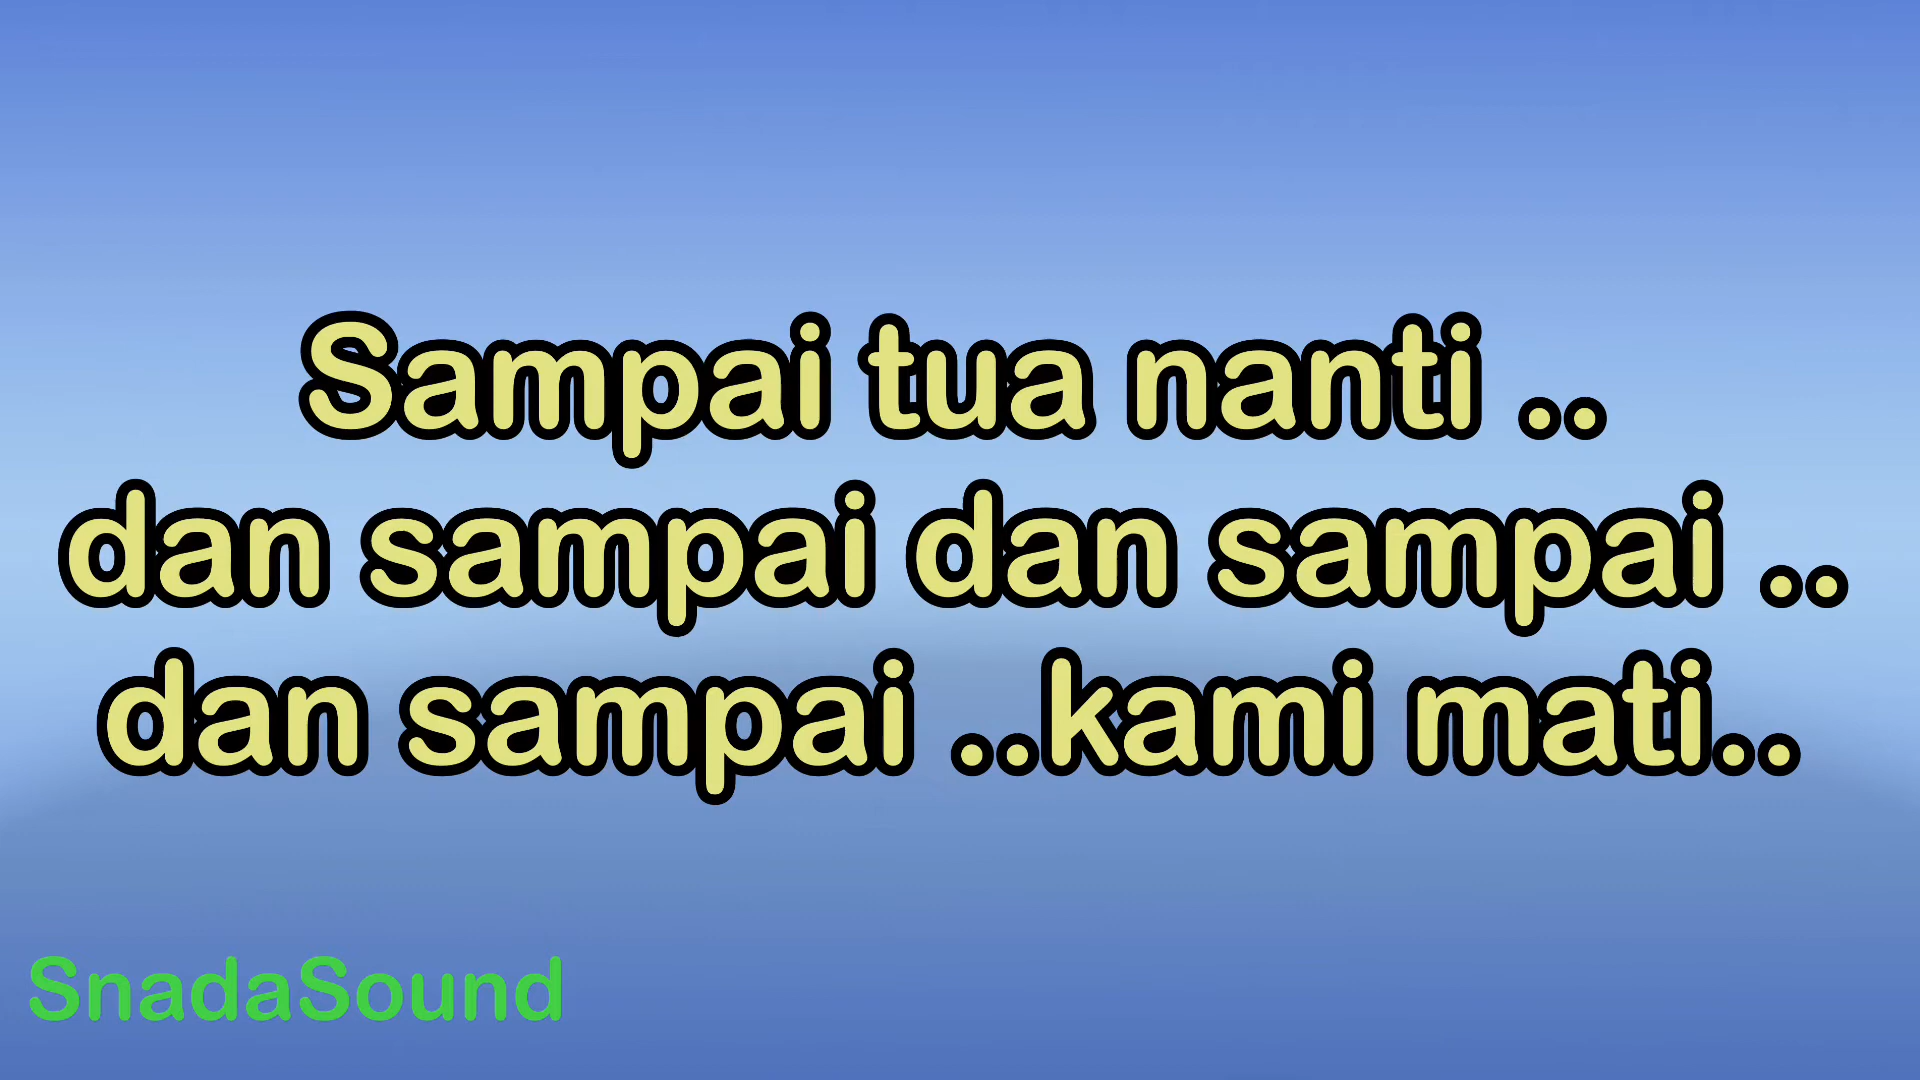 Sampai tua nanti ..
dan sampai dan sampai ..
dan sampai ..kami mati..
SnadaSound